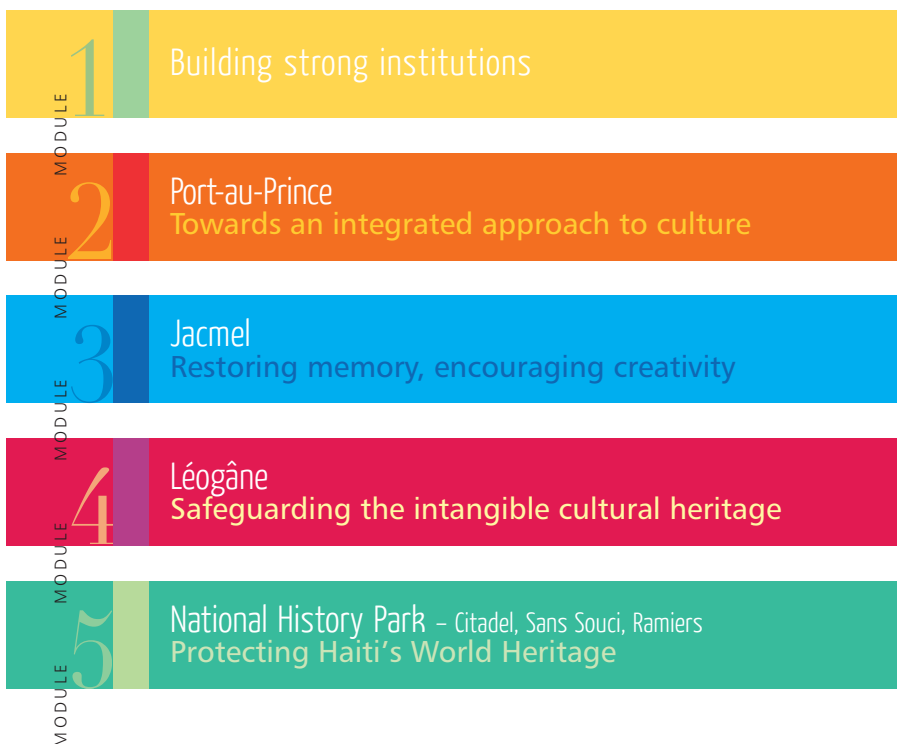 MODULE 1
Building strong institutions
MODULE 2
Port-au-Prince
Towards an integrated approach to culture
MODULE 3
Jacmel
Restoring memory, encouraging creativity
MODULE 4
Léogâne
Safeguarding the intangible cultural heritage
MODULE 5
National History Park – Citadel, Sans Souci, Ramiers
Protecting Haiti's World Heritage